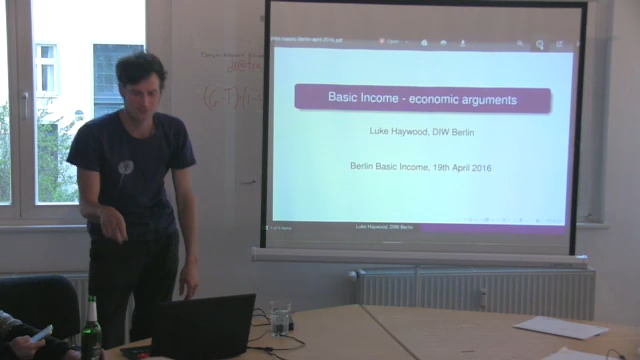 Basic Income - economic arguments
Luke Haywood, DIW Berlin
Berlin Basic Income, 19th April 2016
Luke Haywood, DIW Berlin